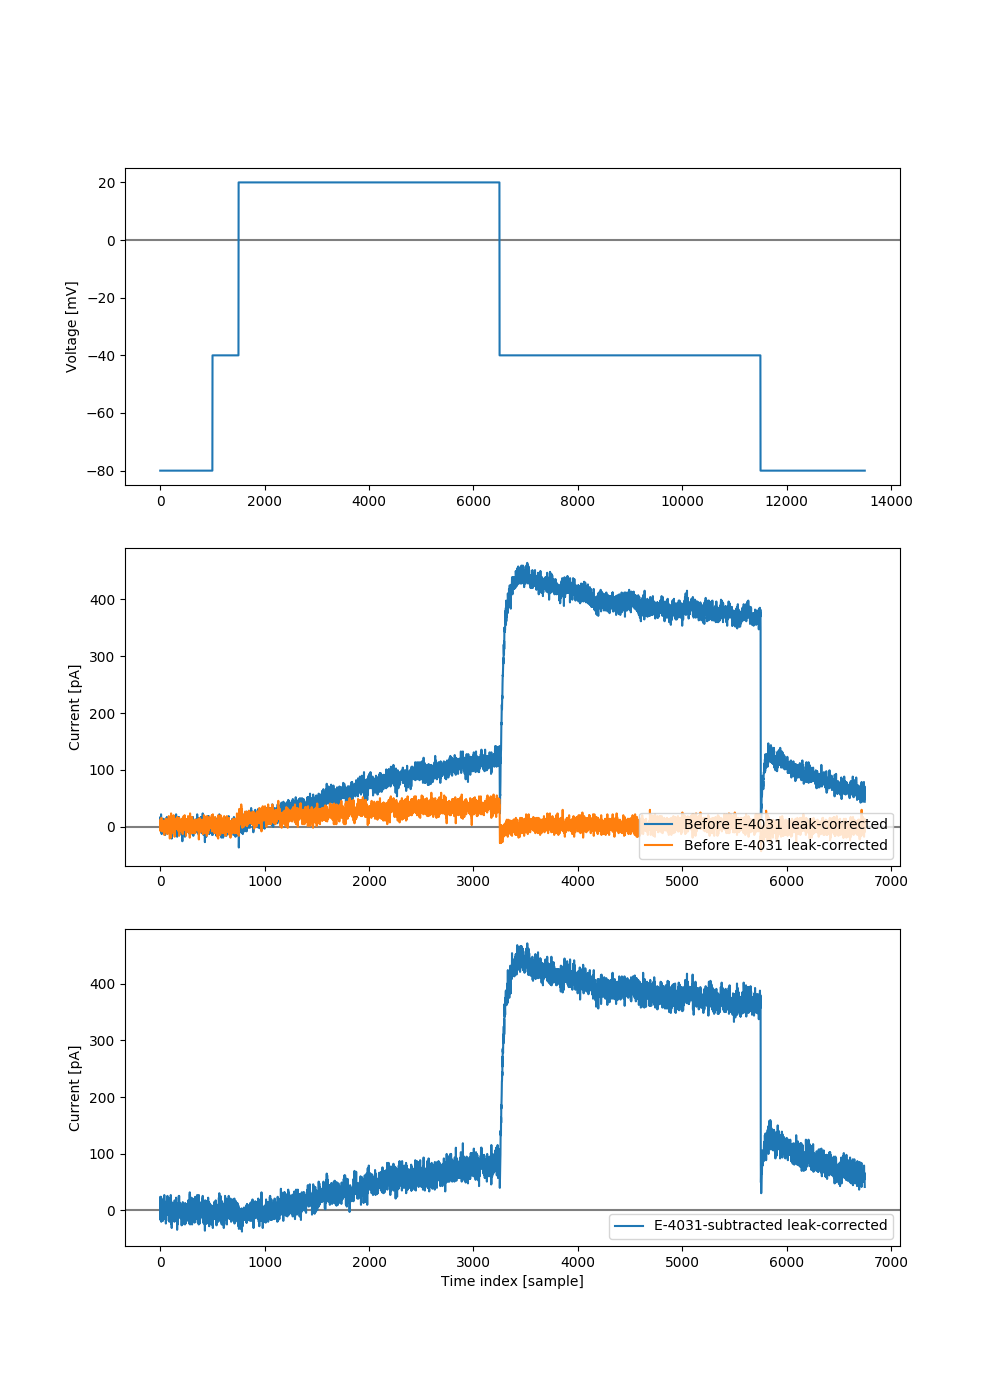 20
0
−20
−40
−60
−80
Voltage [mV]
0 2000 4000 6000 8000 10000 12000 14000
400
300
200
100
0
Current [pA]
Before E-4031 leak-corrected
Before E-4031 leak-corrected
0 1000 2000 3000 4000 5000 6000 7000
400
300
200
100
0
Current [pA]
E-4031-subtracted leak-corrected
0 1000 2000 3000 4000 5000 6000 7000
Time index [sample]